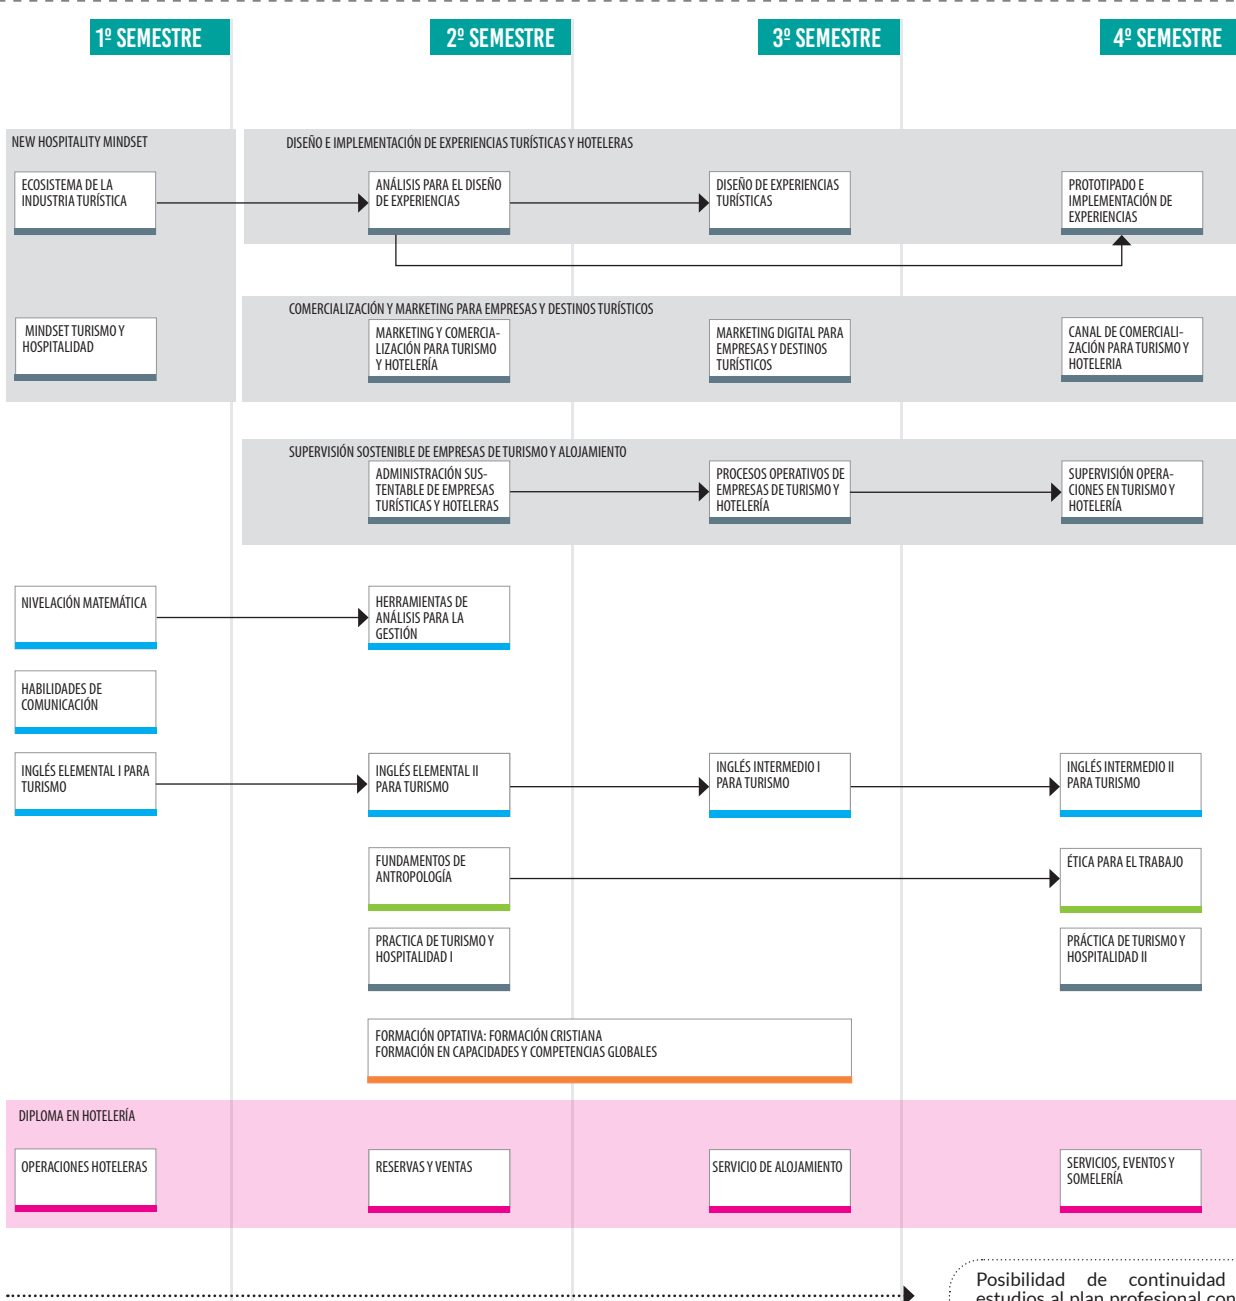 1º SEMESTRE
2º SEMESTRE
3º SEMESTRE
4º SEMESTRE
NEW HOSPITALITY MINDSET
DISEÑO E IMPLEMENTACIÓN DE EXPERIENCIAS TURÍSTICAS Y HOTELERAS
ECOSISTEMA DE LA
INDUSTRIA TURÍSTICA
ANÁLISIS PARA EL DISEÑO
DE EXPERIENCIAS
DISEÑO DE EXPERIENCIAS
TURÍSTICAS
PROTOTIPADO E
IMPLEMENTACIÓN DE
EXPERIENCIAS
COMERCIALIZACIÓN Y MARKETING PARA EMPRESAS Y DESTINOS TURÍSTICOS
MINDSET TURISMO Y
HOSPITALIDAD
MARKETING Y COMERCIA-
LIZACIÓN PARA TURISMO
Y HOTELERÍA
MARKETING DIGITAL PARA
EMPRESAS Y DESTINOS
TURÍSTICOS
CANAL DE COMERCIALI-
ZACIÓN PARA TURISMO Y
HOTELERIA
SUPERVISIÓN SOSTENIBLE DE EMPRESAS DE TURISMO Y ALOJAMIENTO
ADMINISTRACIÓN SUS-
TENTABLE DE EMPRESAS
TURÍSTICAS Y HOTELERAS
PROCESOS OPERATIVOS DE
EMPRESAS DE TURISMO Y
HOTELERÍA
SUPERVISIÓN OPERA-
CIONES EN TURISMO Y
HOTELERÍA
NIVELACIÓN MATEMÁTICA
HERRAMIENTAS DE
ANÁLISIS PARA LA
GESTIÓN
HABILIDADES DE
COMUNICACIÓN
INGLÉS ELEMENTAL I PARA
TURISMO
INGLÉS ELEMENTAL II
PARA TURISMO
INGLÉS INTERMEDIO I
PARA TURISMO
INGLÉS INTERMEDIO II
PARA TURISMO
FUNDAMENTOS DE
ANTROPOLOGÍA
ÉTICA PARA EL TRABAJO
PRACTICA DE TURISMO Y
HOSPITALIDAD I
PRÁCTICA DE TURISMO Y
HOSPITALIDAD II
FORMACIÓN OPTATIVA: FORMACIÓN CRISTIANA
FORMACIÓN EN CAPACIDADES Y COMPETENCIAS GLOBALES
DIPLOMA EN HOTELERÍA
OPERACIONES HOTELERAS
RESERVAS Y VENTAS
SERVICIO DE ALOJAMIENTO
SERVICIOS, EVENTOS Y
SOMELERÍA
Posibilidad de continuidad
estudios al plan profesional con